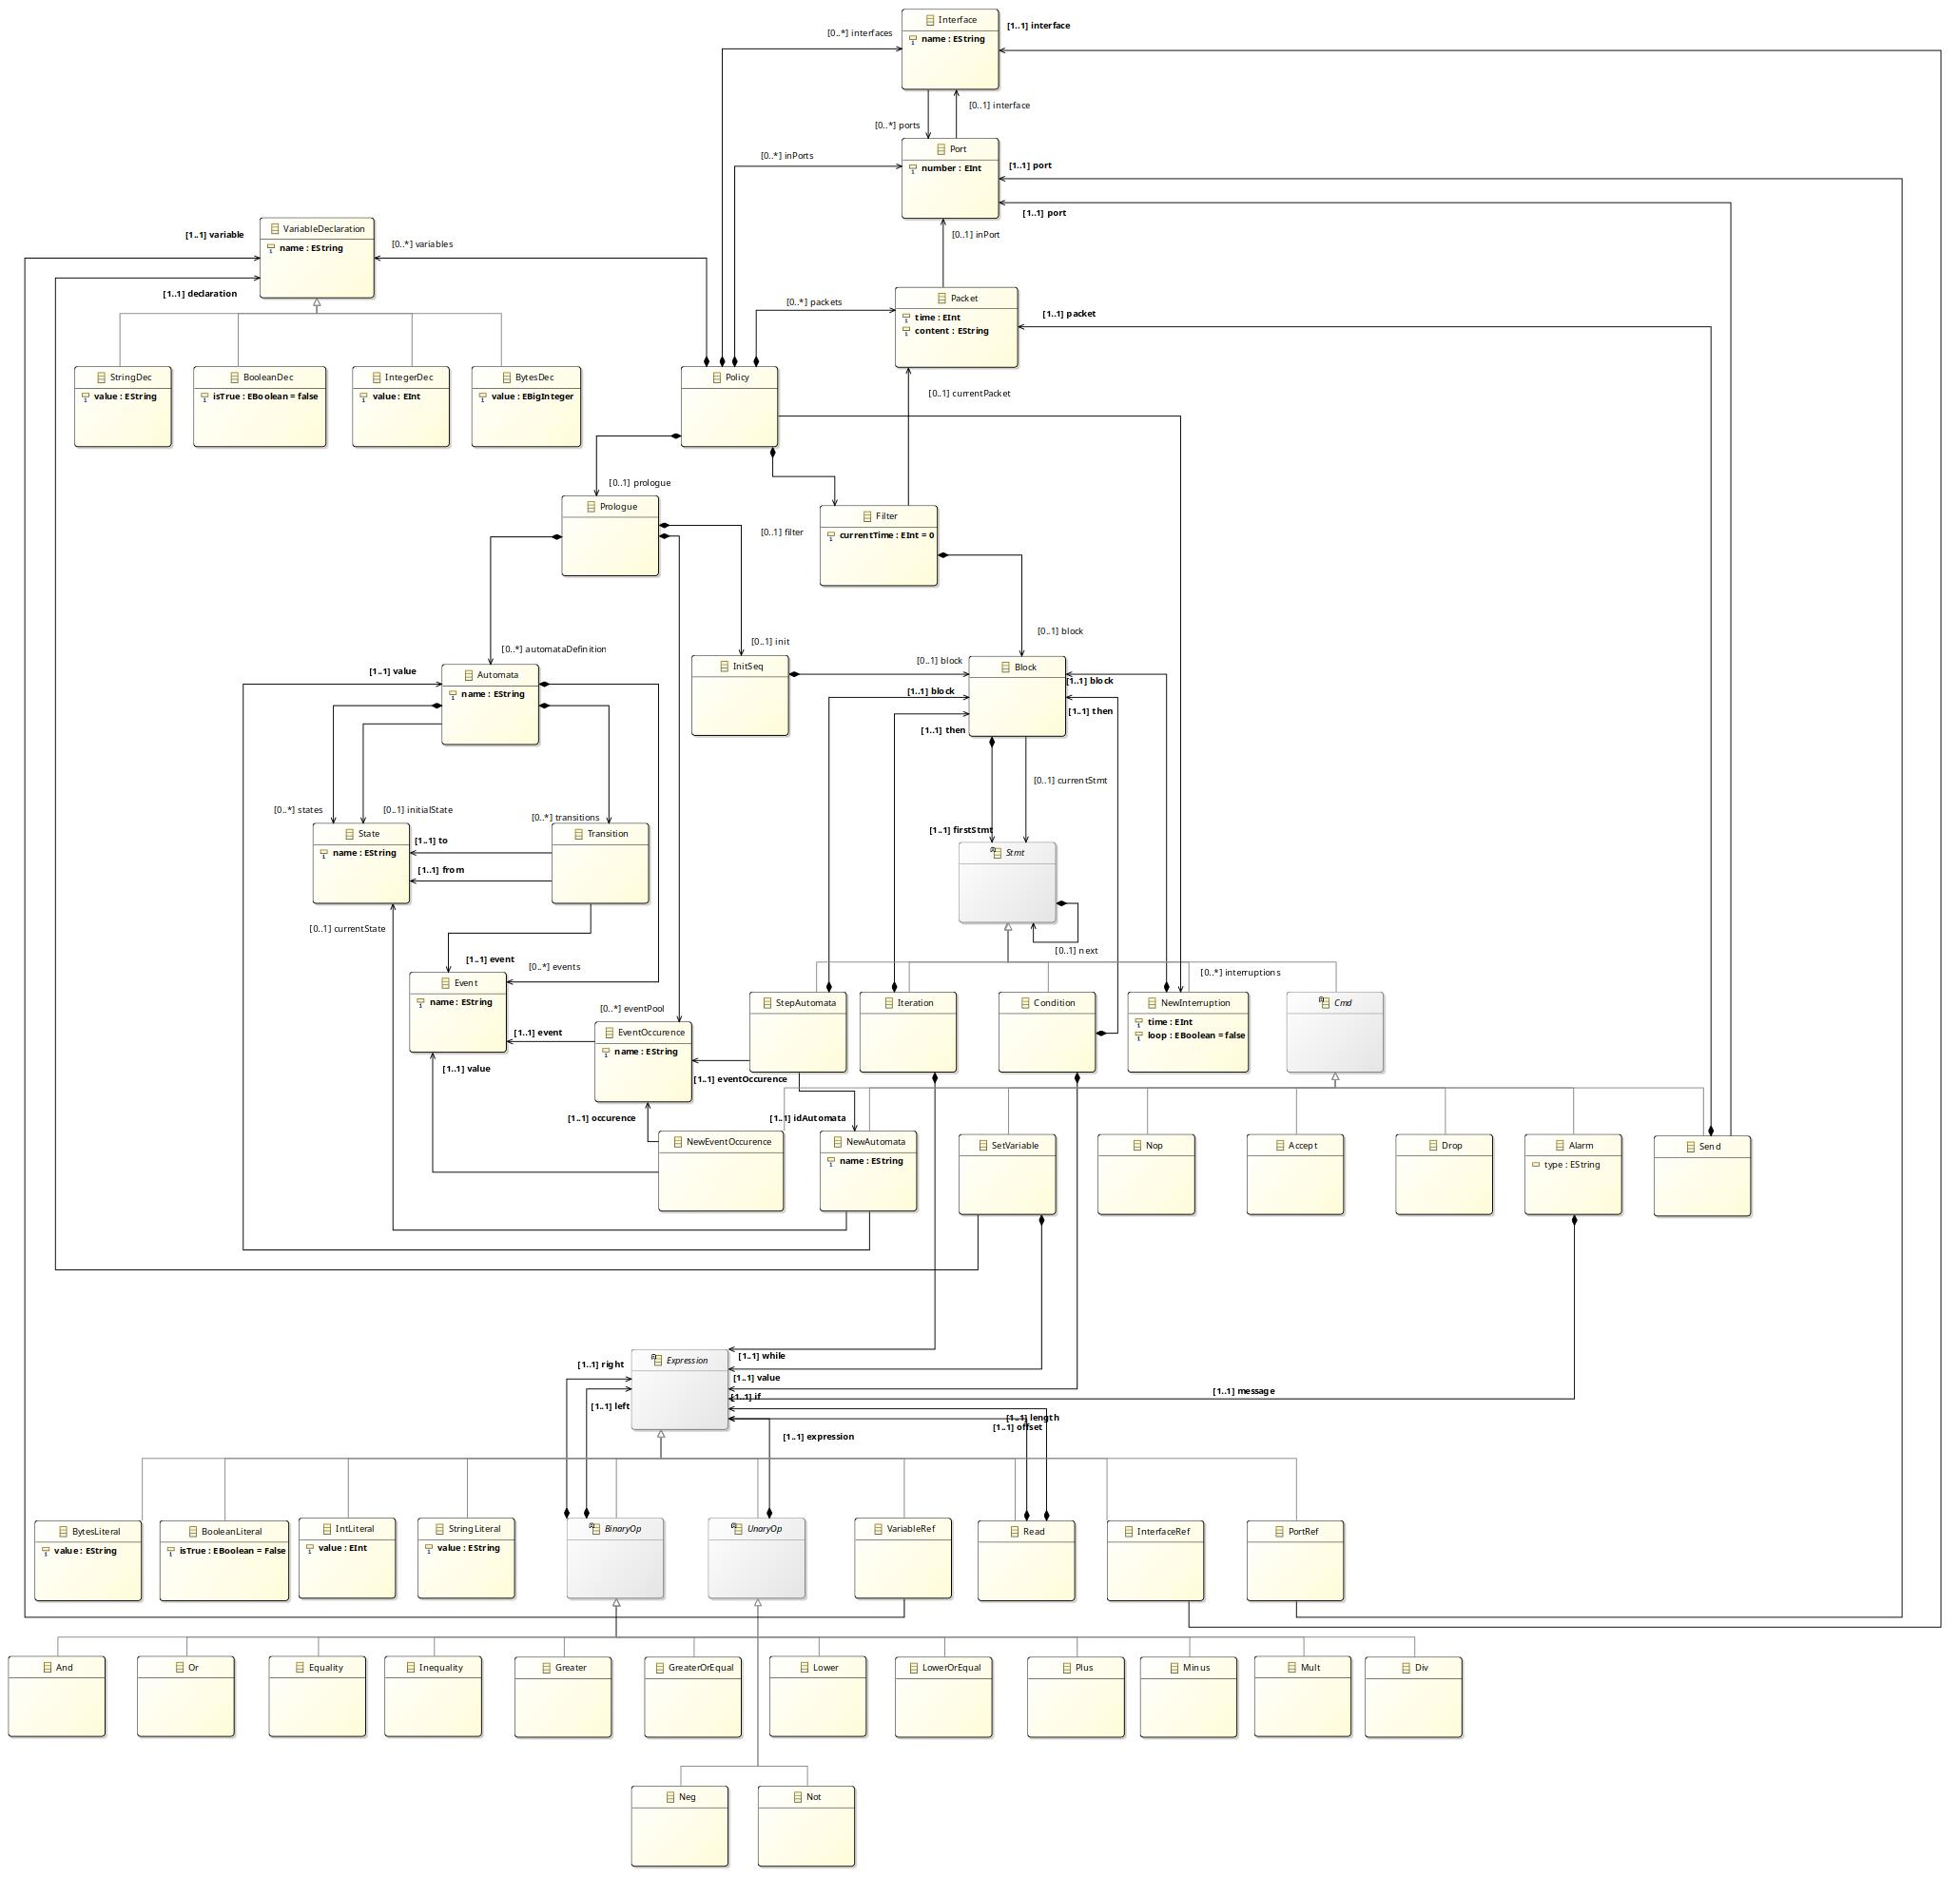 Interface
[1..1] interface
[0..*] interfaces
name : EString
[0..1] interface
[0..*] ports
Port
[0..*] inPorts
[1..1] port
number : EInt
[1..1] port
VariableDeclaration
[1..1] variable
[0..*] variables
name : EString
[0..1] inPort
[1..1] declaration
Packet
[0..*] packets
[1..1] packet
time : EInt
content : EString
StringDec
value : EString
BooleanDec
isTrue : EBoolean = false
IntegerDec
value : EInt
BytesDec
value : EBigInteger
Policy
[0..1] currentPacket
[0..1] prologue
Prologue
[0..1] filter
Filter
currentTime : EInt = 0
[0..1] block
[0..1] init
[0..*] automataDefinition
[1..1] value
Automata
name : EString
InitSeq
[0..1] block
Block
[1..1] block
[1..1] block
[1..1] then
[1..1] then
[0..1] currentStmt
[0..*] states
[0..1] initialState
[0..*] transitions
[1..1] firstStmt
State
name : EString
[1..1] to
[1..1] from
Transition
Stmt
[0..1] currentState
[0..1] next
[1..1] event
[0..*] events
[0..*] interruptions
Event
name : EString
[0..*] eventPool
StepAutomata
Iteration
Condition
NewInterruption
time : EInt
loop : EBoolean = false
Cmd
[1..1] event
EventOccurence
name : EString
[1..1] value
[1..1] eventOccurence
[1..1] occurence
[1..1] idAutomata
NewEventOccurence
NewAutomata
name : EString
SetVariable
Nop
Accept
Drop
Alarm
type : EString
Send
[1..1] right
Expression
[1..1] while
[1..1] value
[1..1] if
[1..1] message
[1..1] left
[1..1] length
[1..1] offset
[1..1] expression
BytesLiteral
value : EString
BooleanLiteral
isTrue : EBoolean = False
IntLiteral
value : EInt
StringLiteral
value : EString
BinaryOp
UnaryOp
VariableRef
Read
InterfaceRef
PortRef
And
Or
Equality
Inequality
Greater
GreaterOrEqual
Lower
LowerOrEqual
Plus
Minus
Mult
Div
Neg
Not